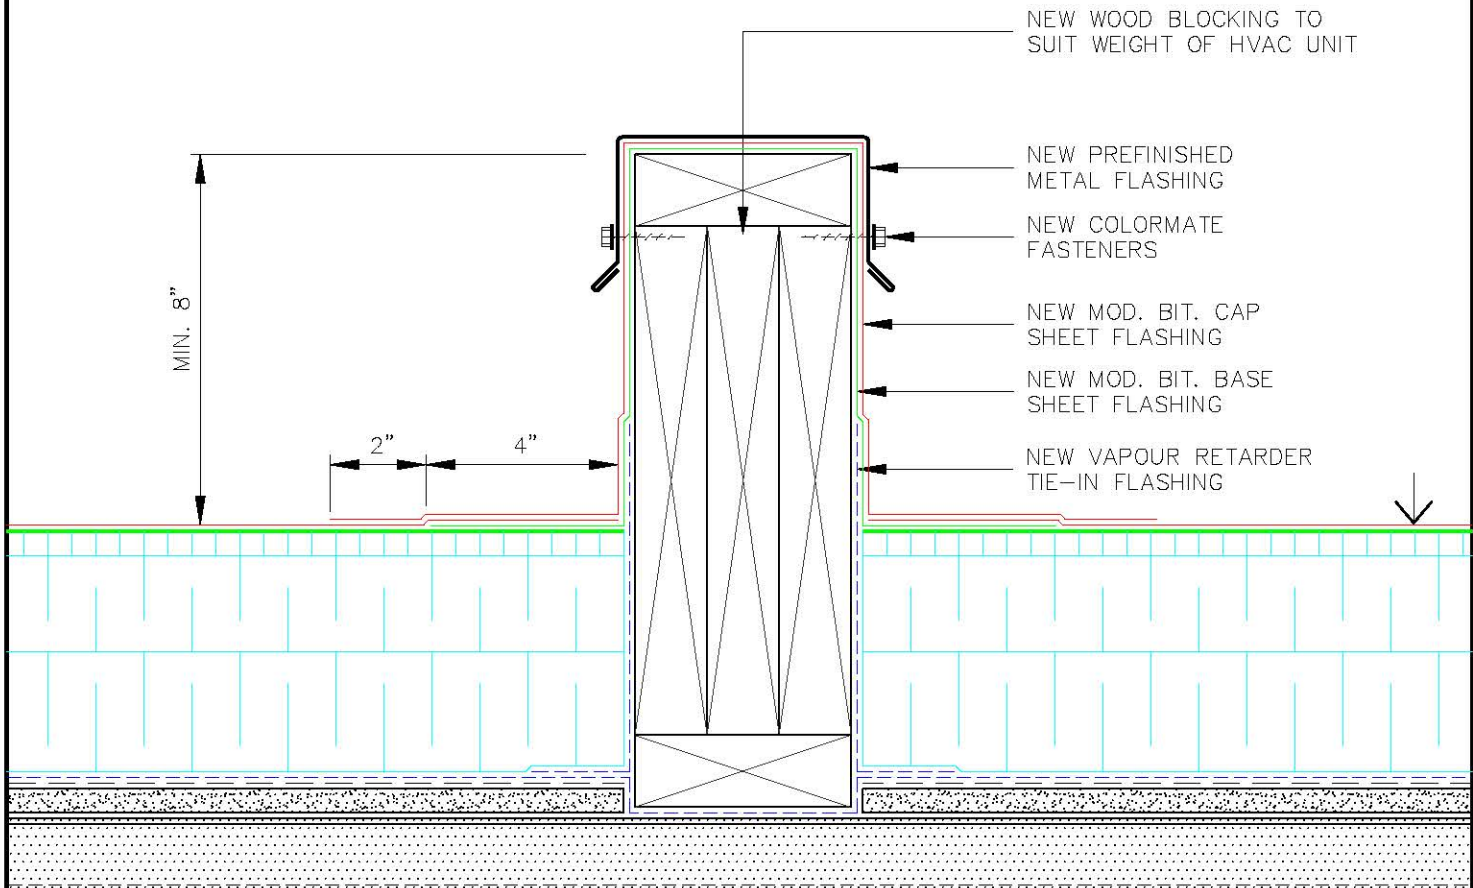 NEW WOOD BLOCKING TO
SUIT WEIGHT OF HVAC UNIT
NEW PREFINISHED
METAL FLASHING
NEW COLORMATE
FASTENERS
MIN. 8"
NEW MOD. BIT. CAP
SHEET FLASHING
NEW MOD. BIT. BASE
SHEET FLASHING
2"
4"
NEW VAPOUR RETARDER
TIE-IN FLASHING